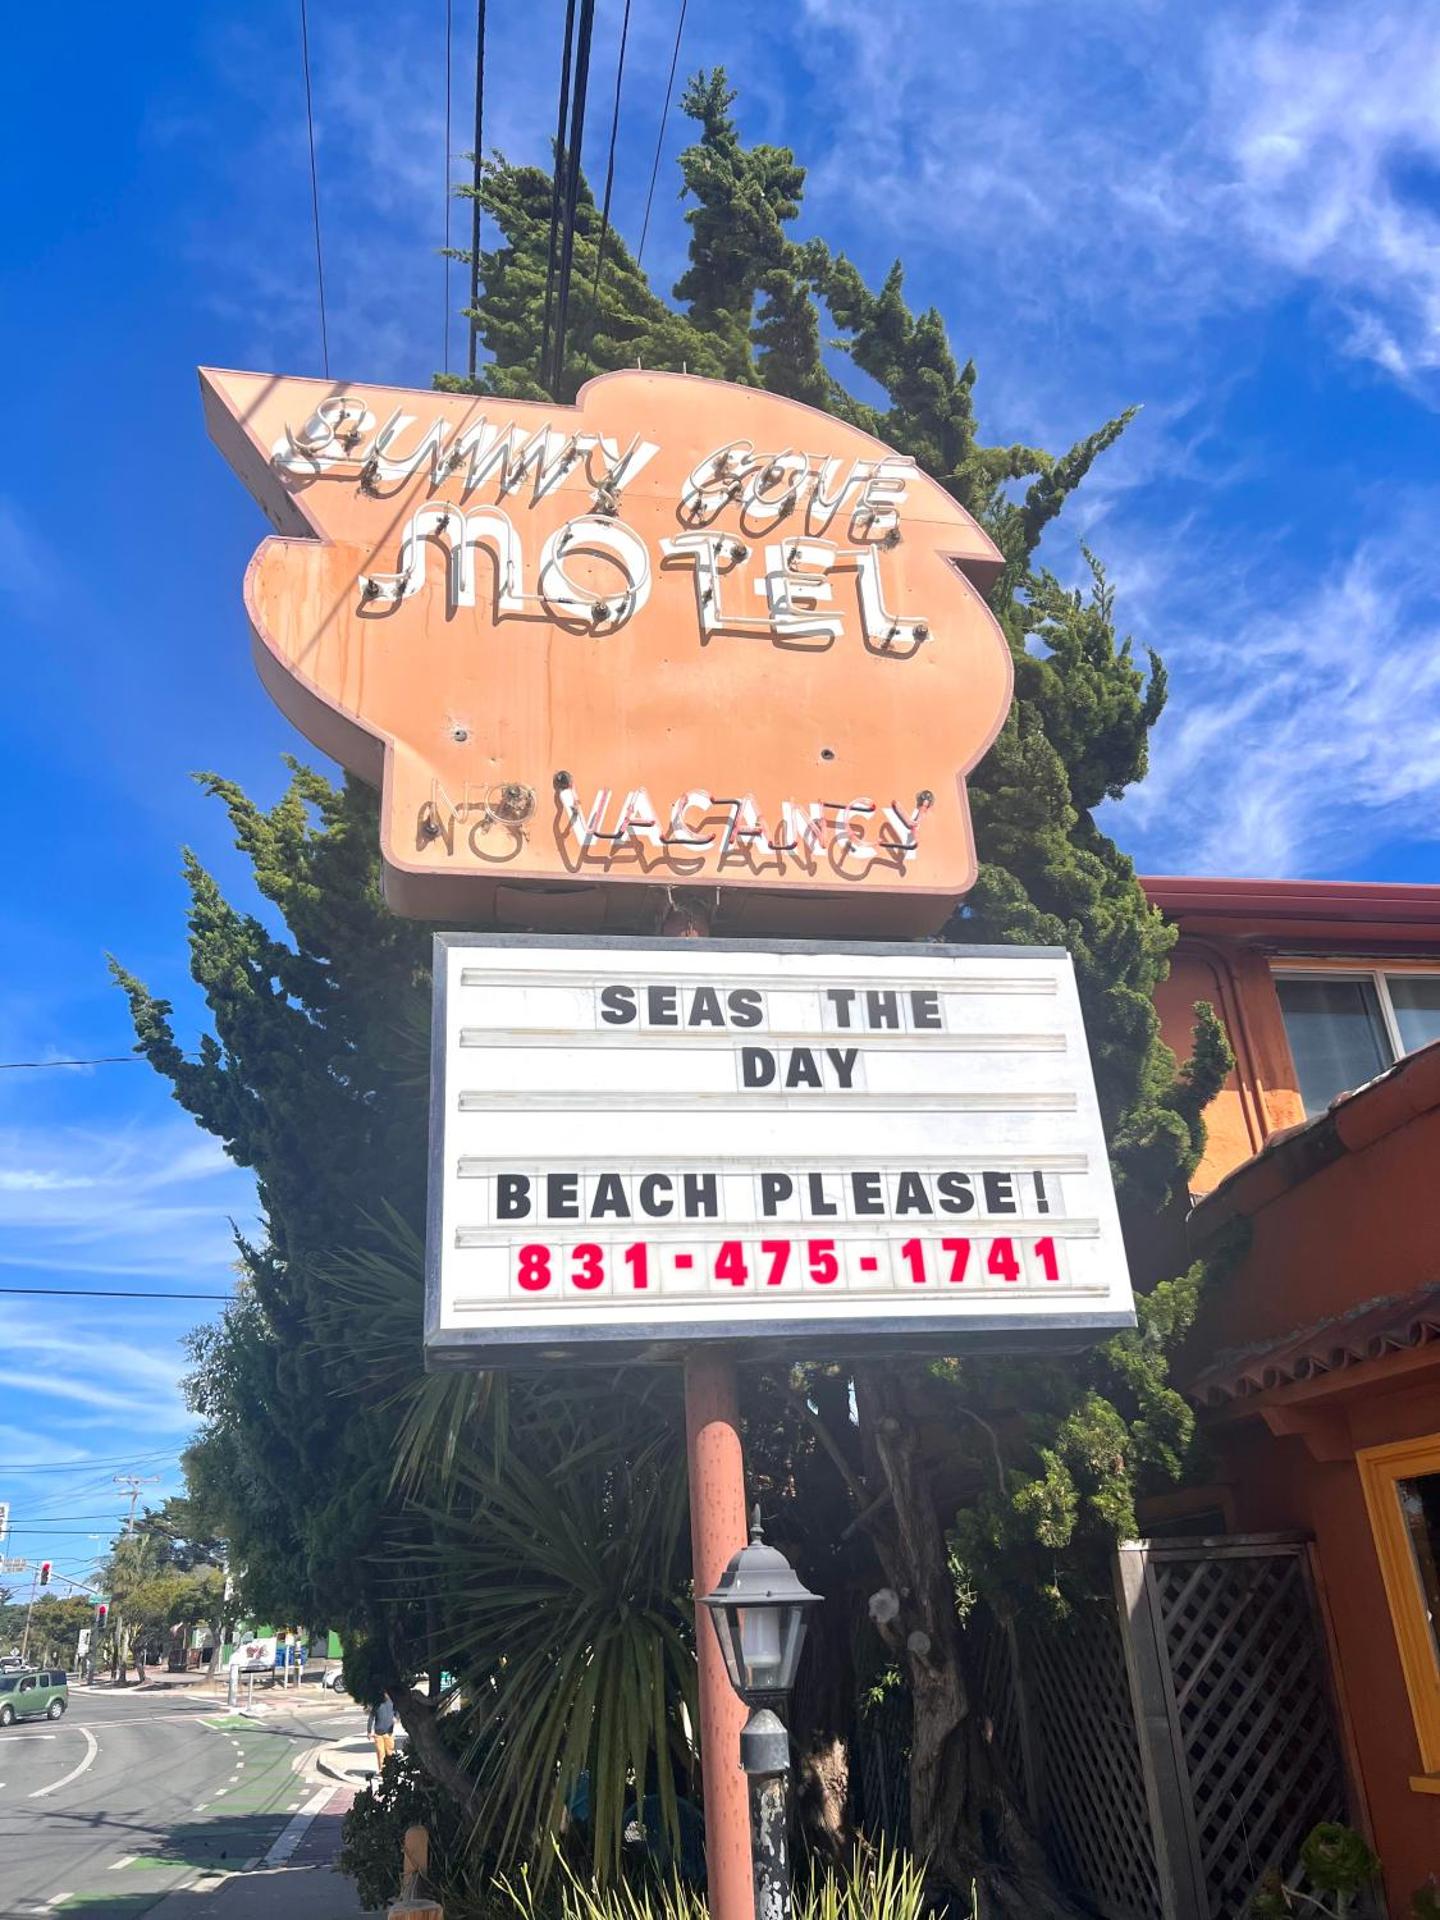 SUNNY COVE
MOTEL
NO VACANCY
SEAS THE
DAY
BEACH PLEASE!
831-475-1741